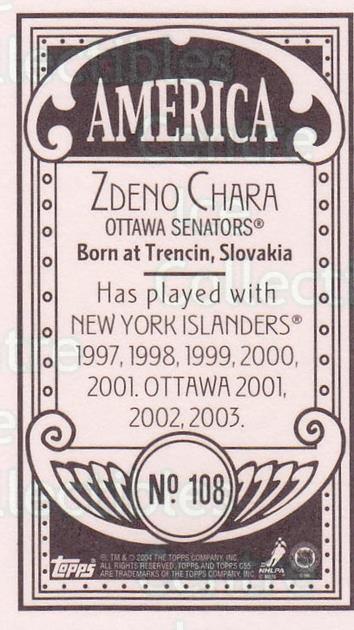 AMERICA
ZDENO CHARA
OTTAWA SENATORS®
Born at Trencin, Slovakia
Has played with
NEW YORK ISLANDERS®
1997, 1998, 1999, 2000,
2001. OTTAWA 2001,
2002, 2003.
Nº 108
®, TM & © 2004 THE TOPPS COMPANY, INC.
ALL RIGHTS RESERVED. TOPPS AND TOPPS C55
ARE TRADEMARKS OF THE TOPPS COMPANY, INC.
topps
NHLPA